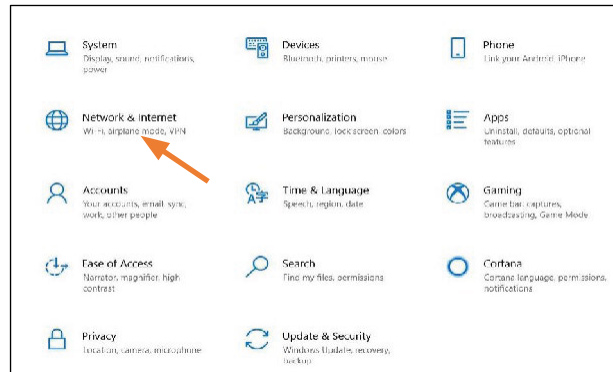 System
Display, sound, notifications,
power
Devices
Bluetooth, printers, mouse
Phone
Link your Android, iPhone
Network & Internet
Wi-Fi, airplane mode, VPN
Personalization
Background, lock screen, colors
Apps
Uninstall, defaults, optional
features
Accounts
Your accounts, email, sync,
work, other people
Time & Language
Speech, region, date
Gaming
Game bar, captures,
broadcasting, Game Mode
Ease of Access
Narrator, magnifier, high
contrast
Search
Find my files, permissions
Cortana
Cortana language, permissions,
notifications
Privacy
Location, camera, microphone
Update & Security
Windows Update, recovery,
backup